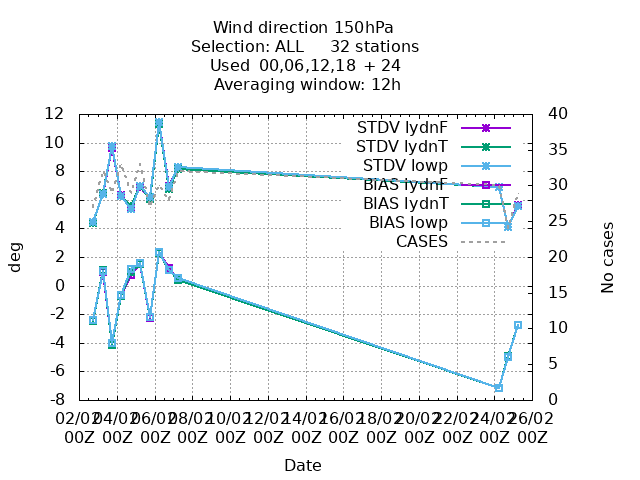 Wind direction 150hPa
Selection: ALL 32 stations
Used 00,06,12,18 + 24
Averaging window: 12h
12
10
8
6
4
2
0
-2
-4
-6
-8
deg
40
35
30
25
20
15
10
5
0
No cases
STDV lydnF
STDV lydnT
STDV lowp
BIAS lydnF
BIAS lydnT
BIAS lowp
CASES
02/02 04/02 06/02 08/02 10/02 12/02 14/02 16/02 18/02 20/02 22/02 24/02 26/02
00Z 00Z 00Z 00Z 00Z 00Z 00Z 00Z 00Z 00Z 00Z 00Z 00Z
Date